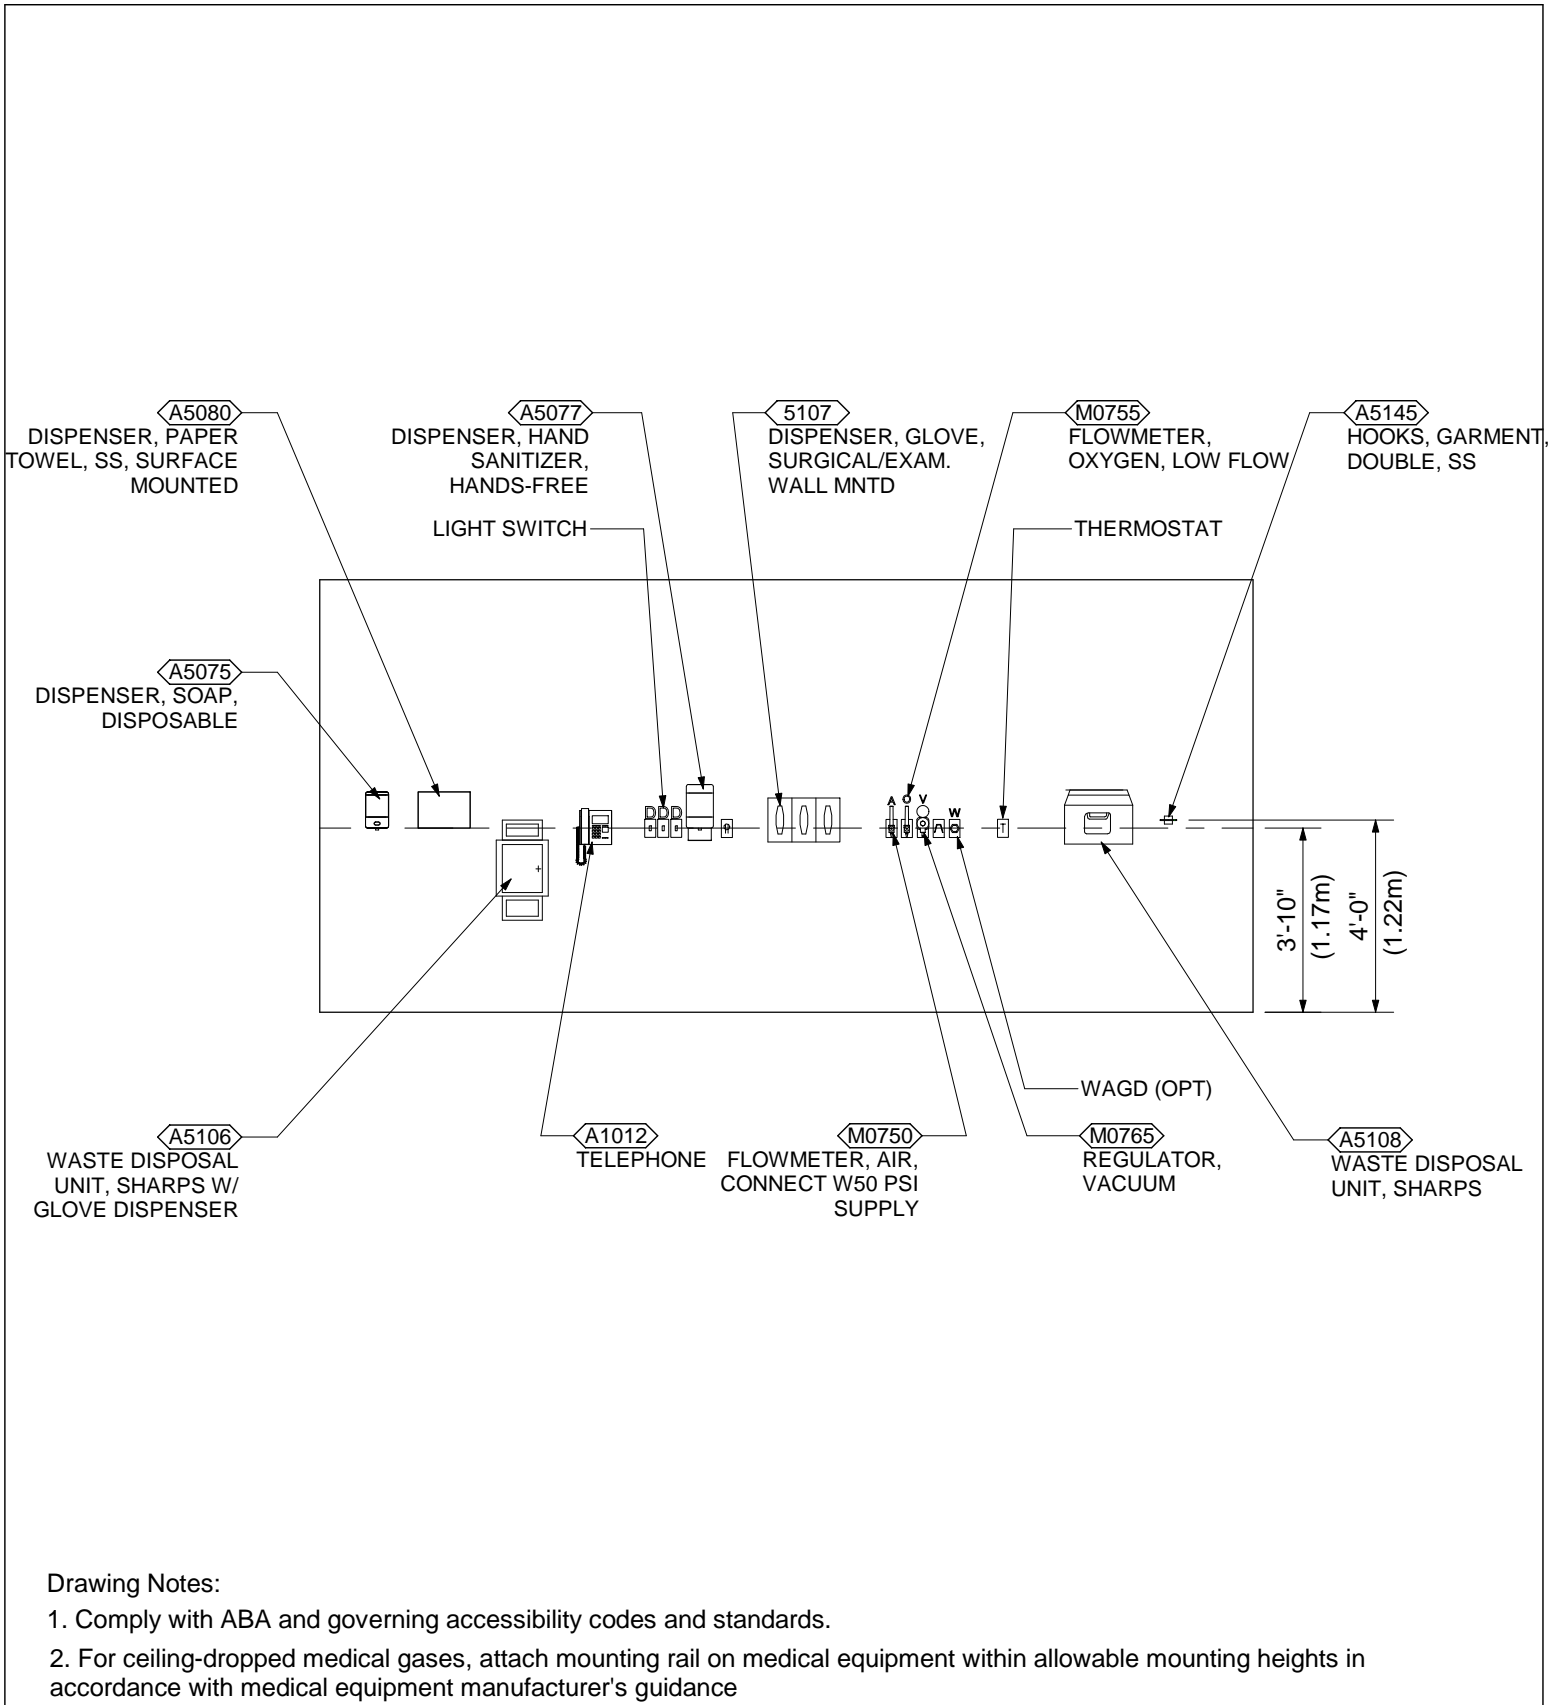 A5080
DISPENSER, PAPER
TOWEL, SS, SURFACE
MOUNTED
A5077
DISPENSER, HAND
SANITIZER,
HANDS-FREE
5107
DISPENSER, GLOVE,
SURGICAL/EXAM.
WALL MNTD
M0755
FLOWMETER,
OXYGEN, LOW FLOW
A5145
HOOKS, GARMENT,
DOUBLE, SS
LIGHT SWITCH
THERMOSTAT
A5075
DISPENSER, SOAP,
DISPOSABLE
D D D
A O V
W
T
3'-10"
(1.17m)
4'-0"
(1.22m)
WAGD (OPT)
A5106
WASTE DISPOSAL
UNIT, SHARPS W/
GLOVE DISPENSER
A1012
TELEPHONE
M0750
FLOWMETER, AIR,
CONNECT W50 PSI
SUPPLY
M0765
REGULATOR,
VACUUM
A5108
WASTE DISPOSAL
UNIT, SHARPS
Drawing Notes:
1. Comply with ABA and governing accessibility codes and standards.
2. For ceiling-dropped medical gases, attach mounting rail on medical equipment within allowable mounting heights in
accordance with medical equipment manufacturer's guidance